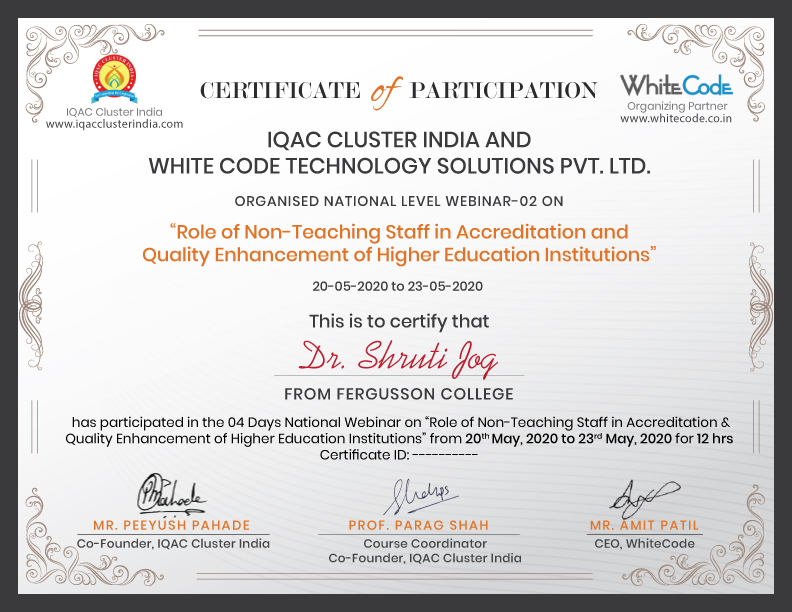 IQAC CLUSTER INDIA
IQAC Cluster India
www.iqacclusterindia.com
CERTIFICATE of PARTICIPATION
WhiteCode
Organizing Partner
www.whitecode.co.in
IQAC CLUSTER INDIA AND
WHITE CODE TECHNOLOGY SOLUTIONS PVT. LTD.
ORGANISED NATIONAL LEVEL WEBINAR-02 ON
“Role of Non-Teaching Staff in Accreditation and
Quality Enhancement of Higher Education Institutions”
20-05-2020 to 23-05-2020
This is to certify that
Dr. Shruti Jog
FROM FERGUSSON COLLEGE
has participated in the 04 Days National Webinar on “Role of Non-Teaching Staff in Accreditation &
Quality Enhancement of Higher Education Institutions” from 20th May, 2020 to 23rd May, 2020 for 12 hrs
Certificate ID: ----------
MR. PEEYUSH PAHADE
Co-Founder, IQAC Cluster India
PROF. PARAG SHAH
Course Coordinator
Co-Founder, IQAC Cluster India
MR. AMIT PATIL
CEO, WhiteCode